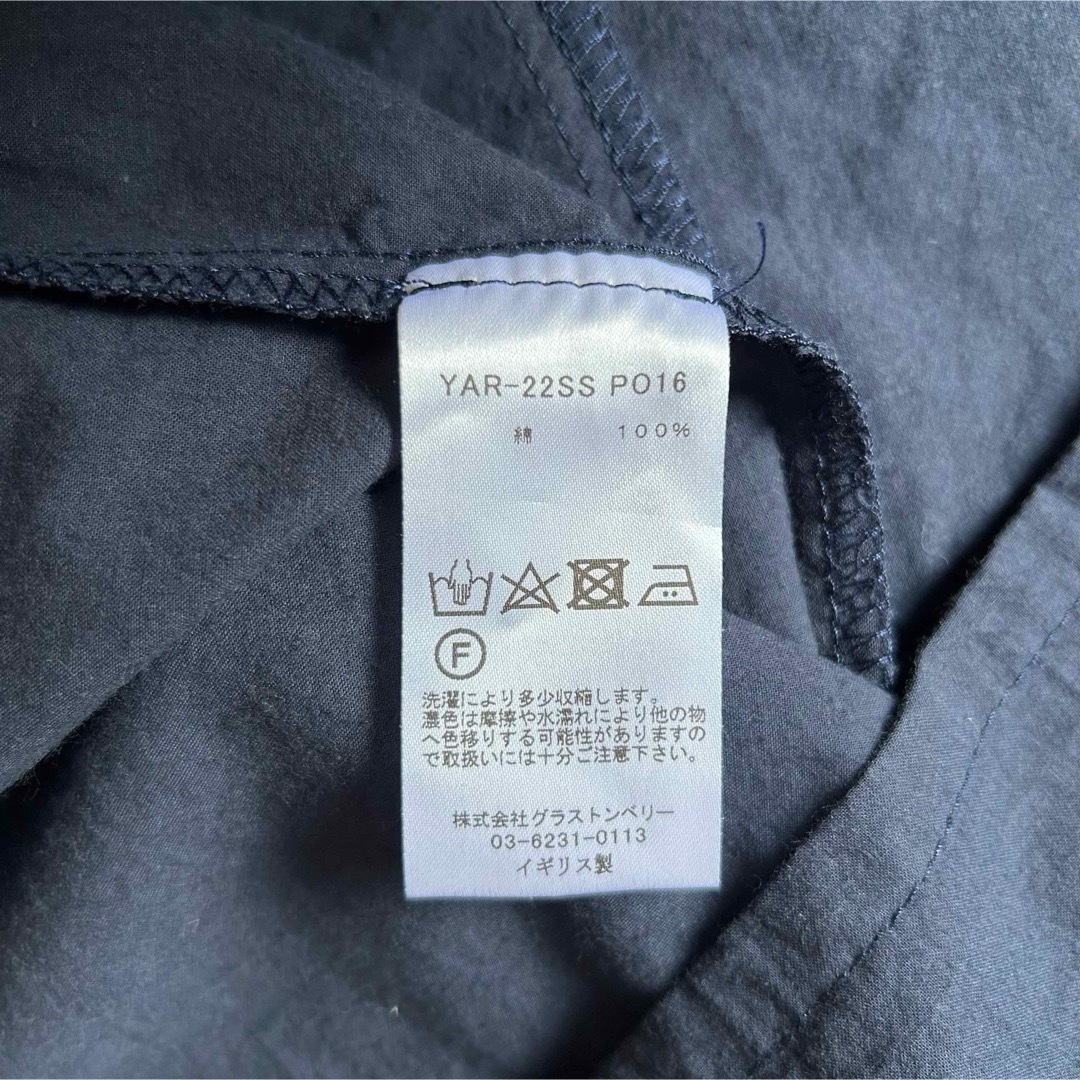 YAR-22SS PO16
綿 100%
F
洗濯により多少収縮します。
濃色は摩擦や水濡れにより他の物
へ色移りする可能性がありますの
で取扱いには十分ご注意下さい。
株式会社グラストンベリー
03-6231-0113
イギリス製